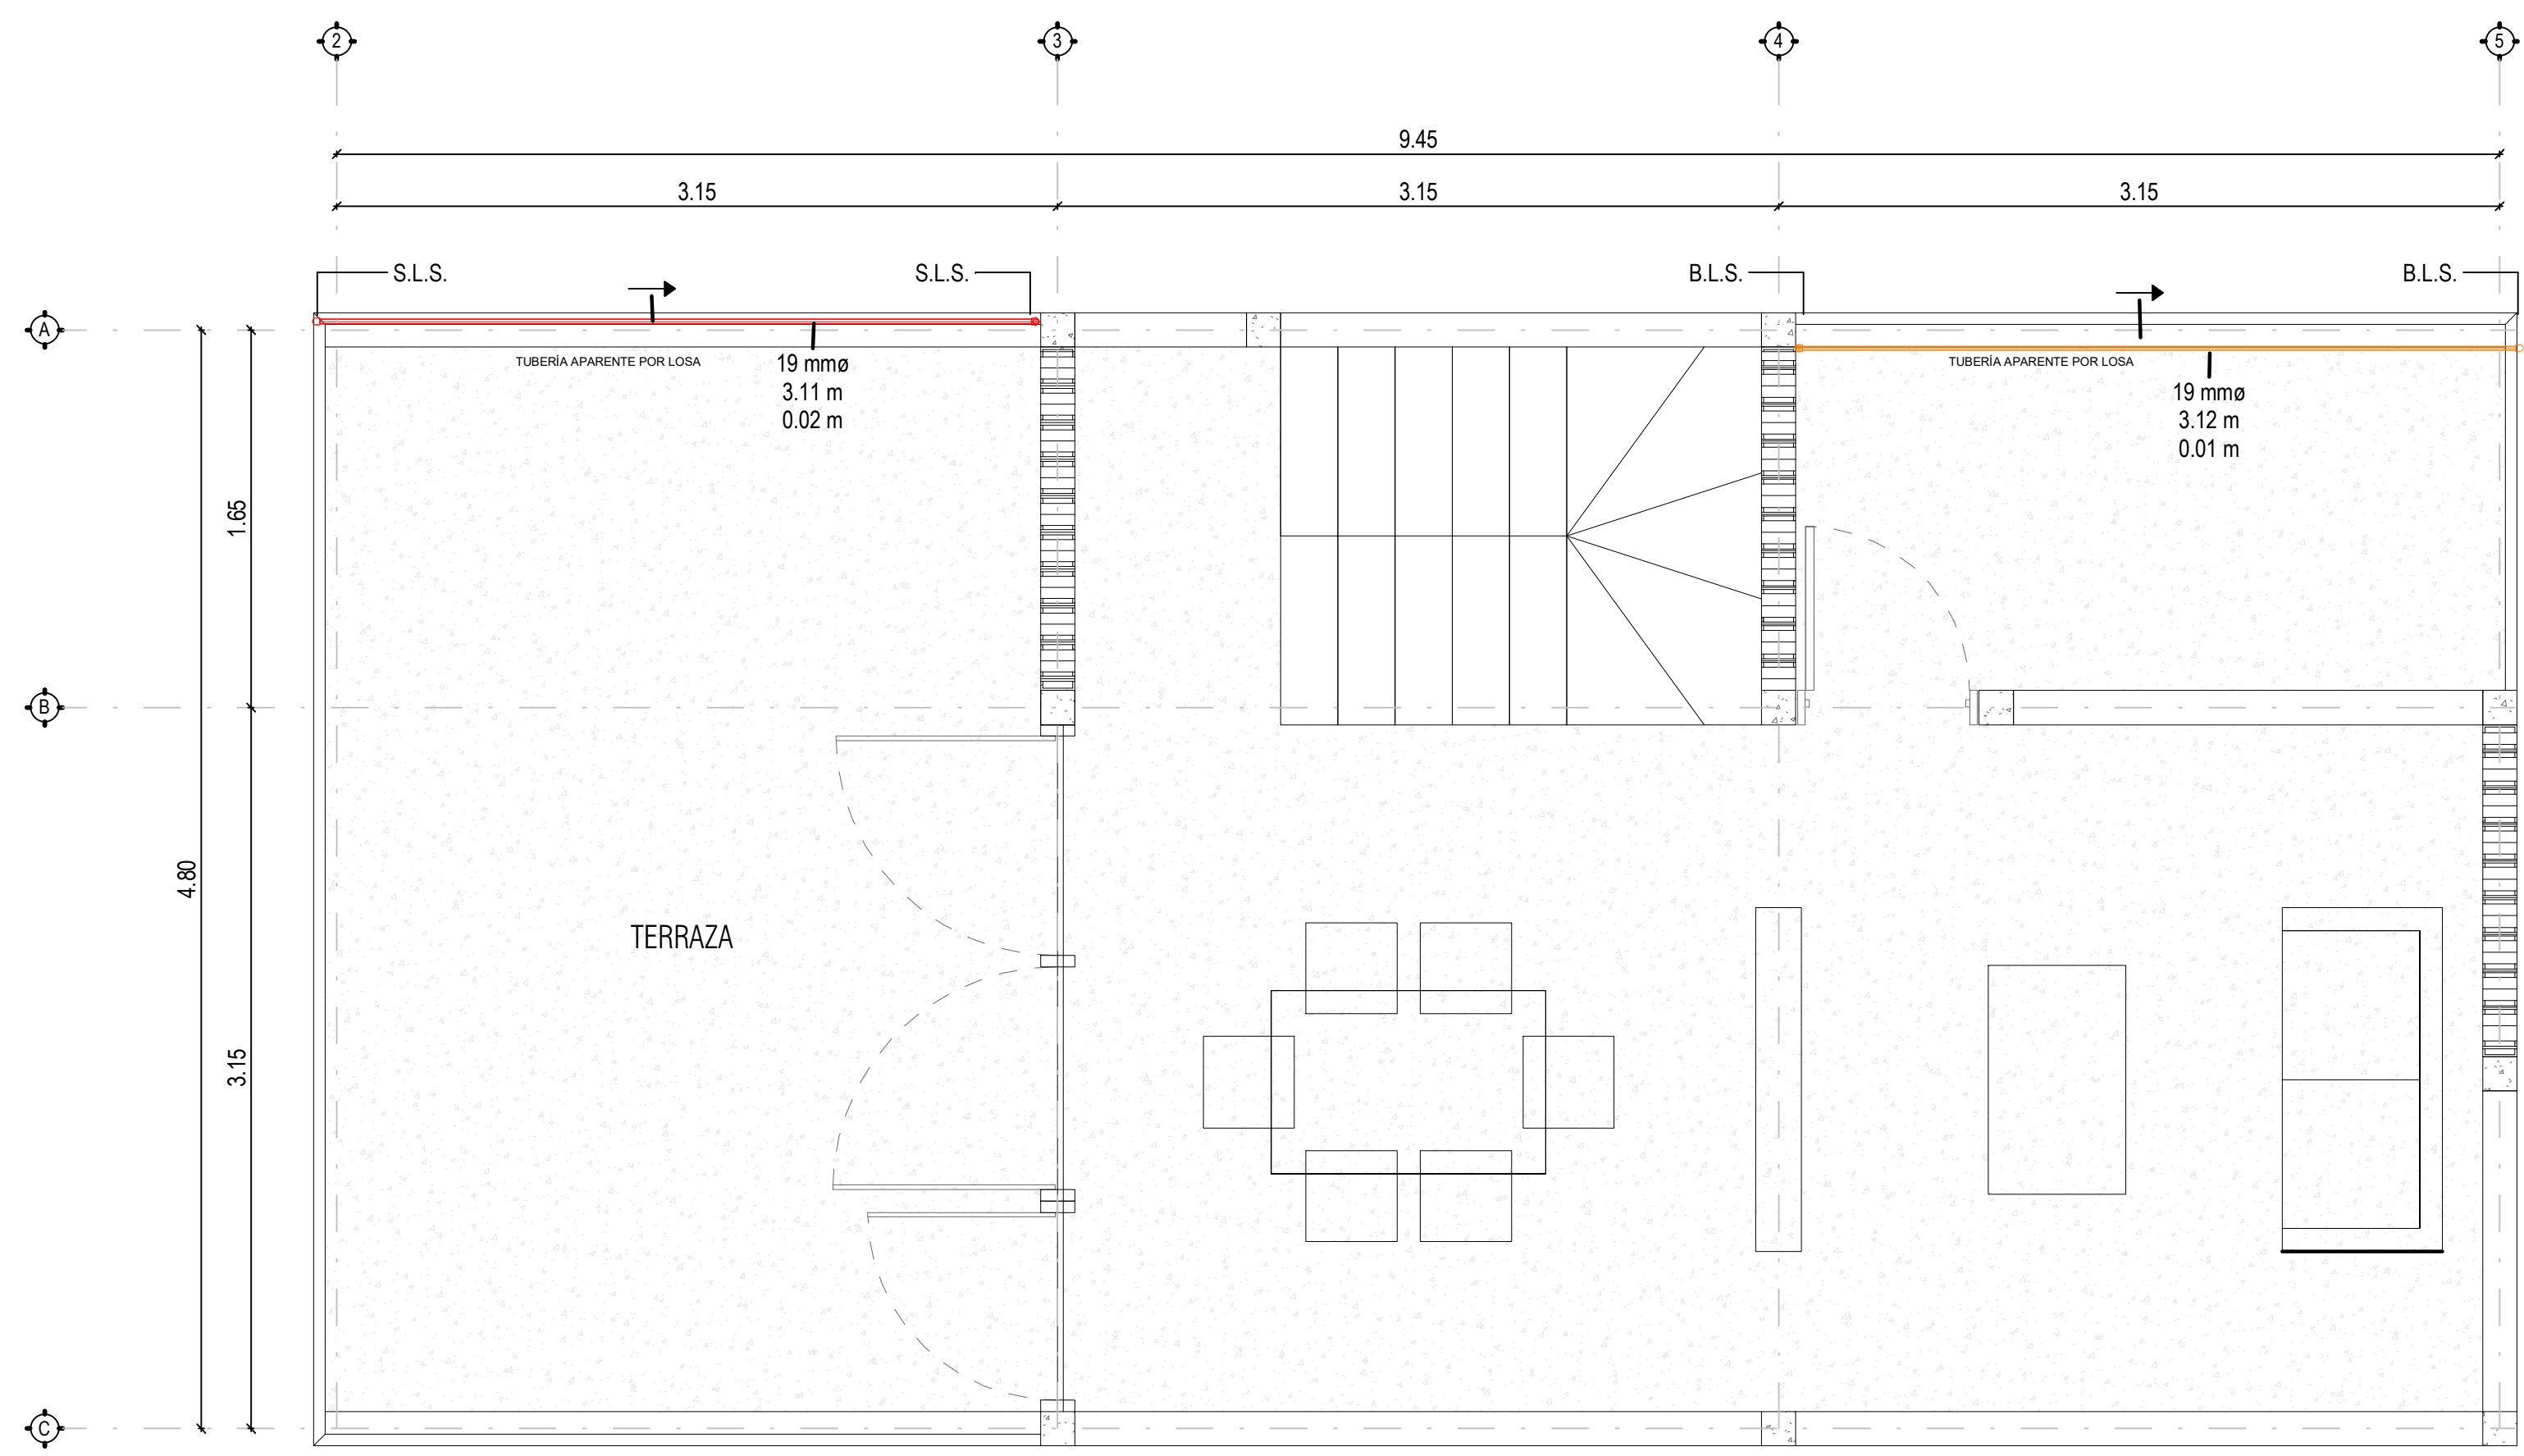 2
3
4
5
9.45
3.15
3.15
3.15
S.L.S.
S.L.S.
B.L.S.
B.L.S.
A
TUBERÍA APARENTE POR LOSA
19 mmø
3.11 m
0.02 m
TUBERÍA APARENTE POR LOSA
19 mmø
3.12 m
0.01 m
1.65
B
4.80
TERRAZA
3.15
C